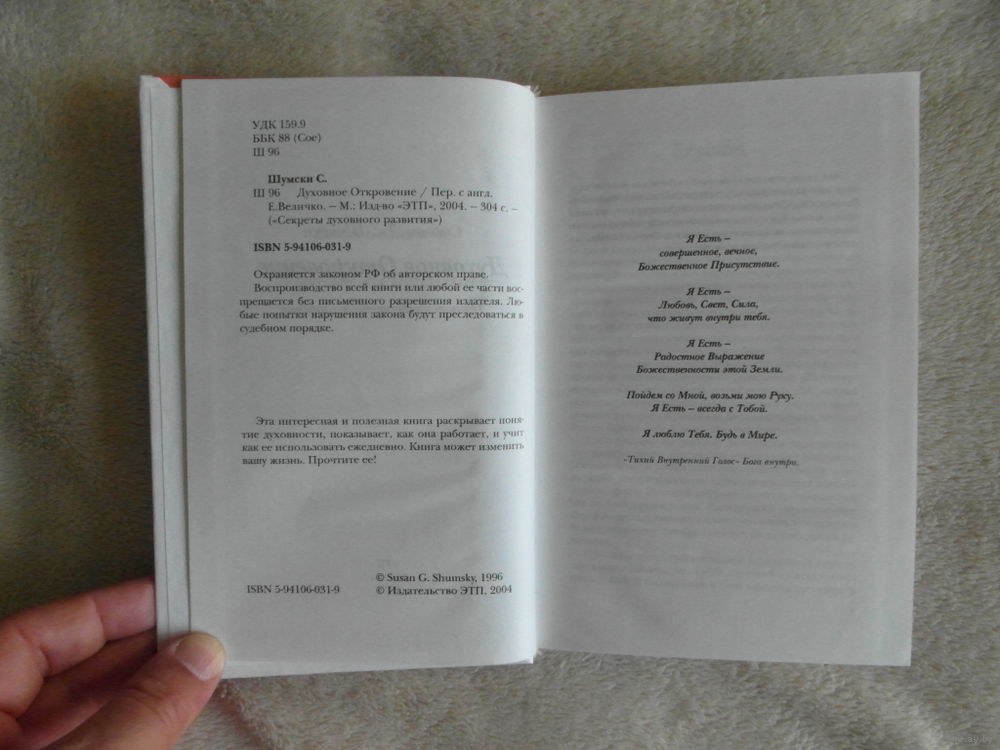 УДК 159.9
ББК 88 (Сое)
Ш 96
Шумски С.
Ш 96 Духовное Откровение / Пер. с англ.
Е.Величко. – М.: Изд-во «ЭТП», 2004. – 304 с. –
(«Секреты духовного развития»)
ISBN 5-94106-031-9
Охраняется законом РФ об авторском праве.
Воспроизводство всей книги или любой ее части вос-
прещается без письменного разрешения издателя. Лю-
бые попытки нарушения закона будут преследоваться в
судебном порядке.
Эта интересная и полезная книга раскрывает поня-
тие духовности, показывает, как она работает, и учит
как ее использовать ежедневно. Книга может изменить
вашу жизнь. Прочтите ее!
© Susan G. Shumsky, 1996
ISBN 5-94106-031-9 © Издательство ЭТП, 2004
Я Есть –
совершенное, вечное,
Божественное Присутствие.
Я Есть –
Любовь, Свет, Сила,
что живут внутри тебя.
Я Есть –
Радостное Выражение
Божественности этой Земли.
Пойдем со Мной, возьми мою Руку.
Я Есть – всегда с Тобой.
Я люблю Тебя. Будь в Мире.
«Тихий Внутренний Голос» Бога внутри.